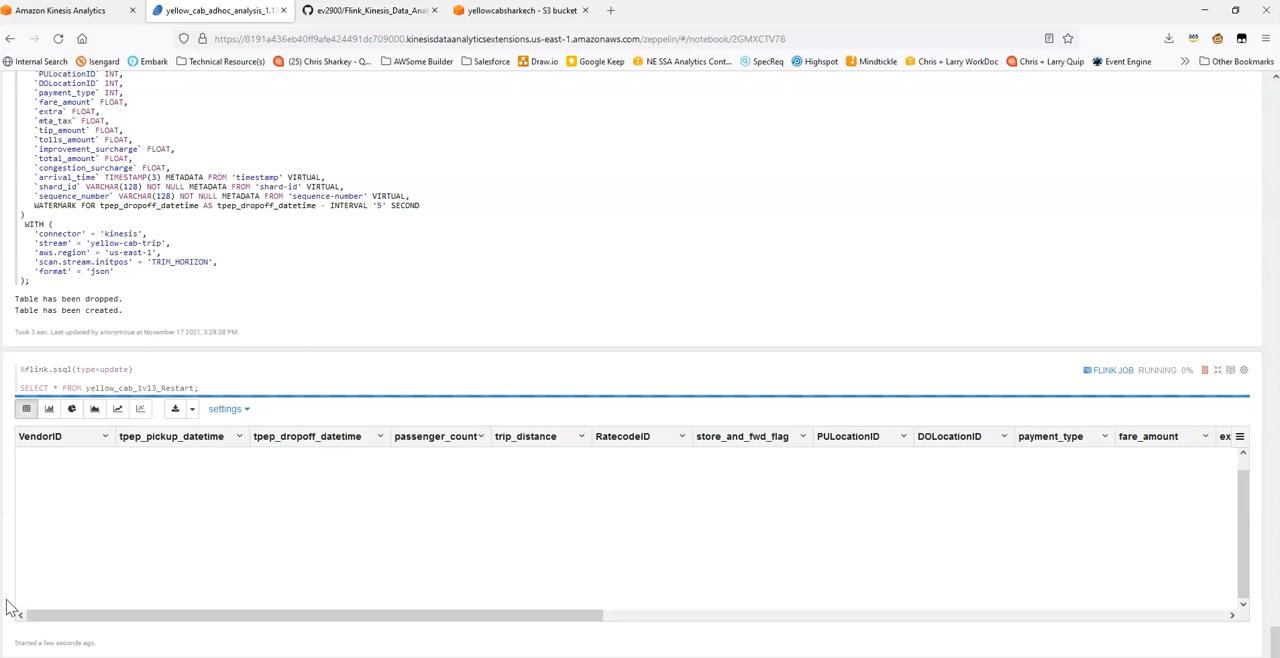 Amazon Kinesis Analytics
yellow_cab_adhoc_analysis_1.1
ev2900/Flink_Kinesis_Data_Ana
yellowcabsharkech - S3 bucket
https://8191a436eb40ff9afe424491dc709000.kinesisdataanalyticsextensions.us-east-1.amazonaws.com/zeppelin/#/notebook/2GMXCTV78
Internal Search
Isengard
Embark
Technical Resource(s)
(25) Chris Sharkey - Q...
AWSome Builder
Salesforce
Draw.io
Google Keep
NE SSA Analytics Cont...
SpecReq
Highspot
Mindtickle
Chris + Larry WorkDoc
Chris + Larry Quip
Event Engine
Other Bookmarks
`PULocationID` INT,
`DOLocationID` INT,
`payment_type` INT,
`fare_amount` FLOAT,
`extra` FLOAT,
`mta_tax` FLOAT,
`tip_amount` FLOAT,
`tolls_amount` FLOAT,
`improvement_surcharge` FLOAT,
`total_amount` FLOAT,
`congestion_surcharge` FLOAT,
`arrival_time` TIMESTAMP(3) METADATA FROM 'timestamp' VIRTUAL,
`shard_id` VARCHAR(128) NOT NULL METADATA FROM 'shard-id' VIRTUAL,
`sequence_number` VARCHAR(128) NOT NULL METADATA FROM 'sequence-number' VIRTUAL,
WATERMARK FOR tpep_dropoff_datetime AS tpep_dropoff_datetime - INTERVAL '5' SECOND
)
WITH (
'connector' = 'kinesis',
'stream' = 'yellow-cab-trip',
'aws.region' = 'us-east-1',
'scan.stream.initpos' = 'TRIM_HORIZON',
'format' = 'json'
);
Table has been dropped.
Table has been created.
Took 3 sec. Last updated by anonymous at November 17 2021, 3:29:38 PM.
%flink.ssql(type=update)
FLINK JOB RUNNING 0%
SELECT * FROM yellow_cab_1v13_Restart;
settings
VendorID
tpep_pickup_datetime
tpep_dropoff_datetime
passenger_count
trip_distance
RatecodeID
store_and_fwd_flag
PULocationID
DOLocationID
payment_type
fare_amount
ex
Started a few seconds ago.